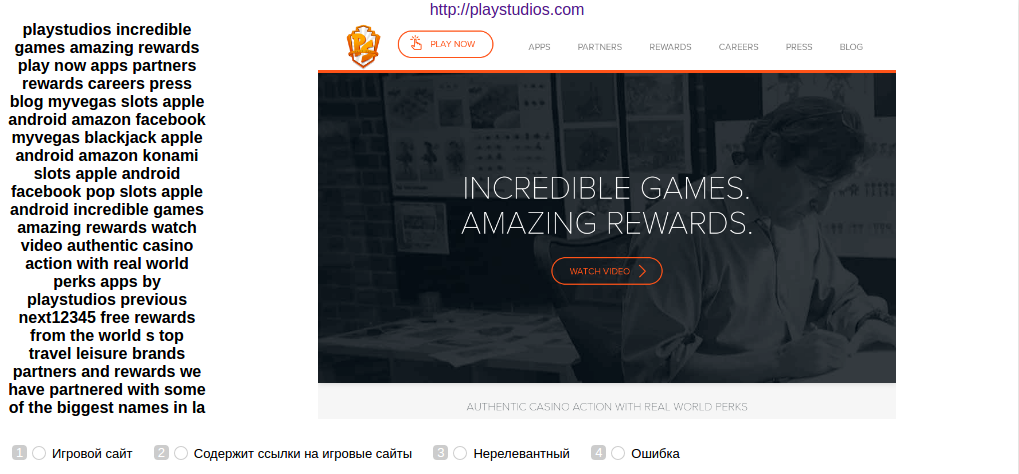 http://playstudios.com
playstudios incredible
games amazing rewards
play now apps partners
rewards careers press
blog myvegas slots apple
android amazon facebook
myvegas blackjack apple
android amazon konami
slots apple android
facebook pop slots apple
android incredible games
amazing rewards watch
video authentic casino
action with real world
perks apps by
playstudios previous
next12345 free rewards
from the world s top
travel leisure brands
partners and rewards we
have partnered with some
of the biggest names in la
PS
PLAY NOW
APPS PARTNERS REWARDS CAREERS PRESS BLOG
INCREDIBLE GAMES.
AMAZING REWARDS.
WATCH VIDEO
AUTHENTIC CASINO ACTION WITH REAL WORLD PERKS
1 Игровой сайт 2 Содержит ссылки на игровые сайты 3 Нерелевантный 4 Ошибка